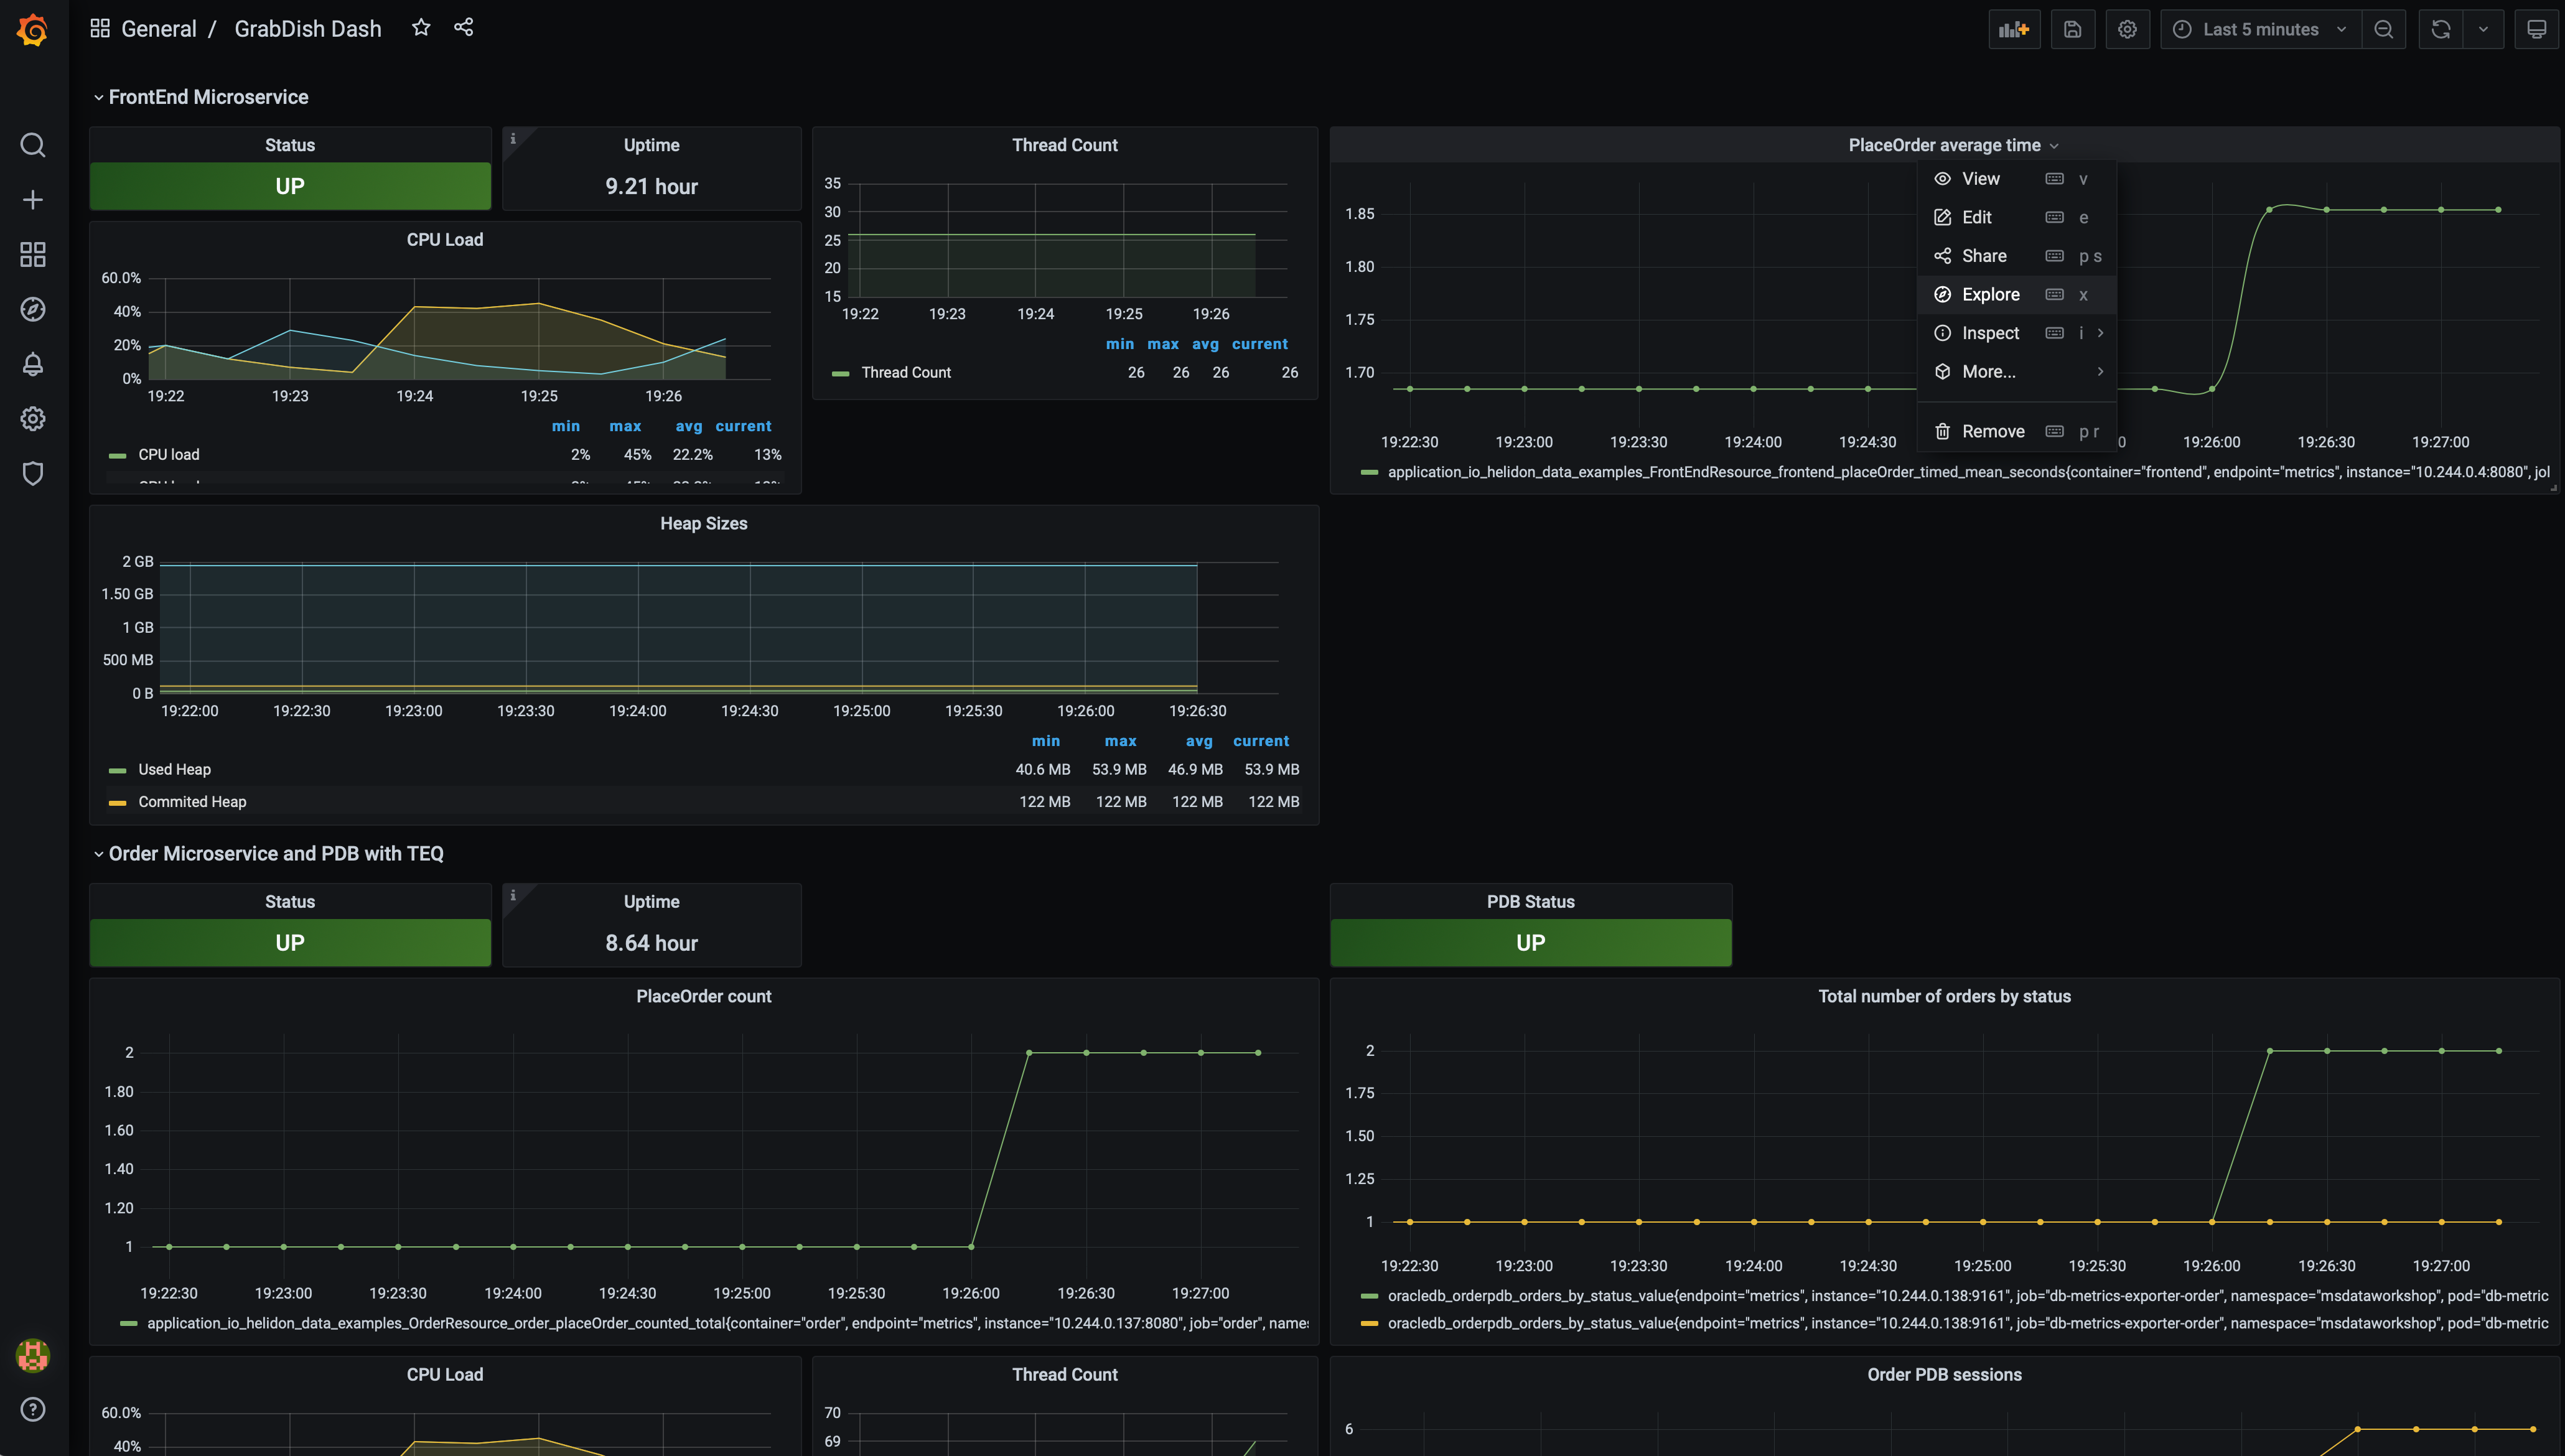 General / GrabDish Dash
Last 5 minutes
FrontEnd Microservice
Status
UP
i
Uptime
9.21 hour
CPU Load
60.0%
40%
20%
0%
19:22 19:23 19:24 19:25 19:26
min max avg current
CPU load 2% 45% 22.2% 13%
Thread Count
35
30
25
20
15
19:22 19:23 19:24 19:25 19:26
min max avg current
Thread Count 26 26 26 26
PlaceOrder average time
1.85
1.80
1.75
1.70
19:22:30 19:23:00 19:23:30 19:24:00 19:24:30 0 19:26:00 19:26:30 19:27:00
application_io_helidon_data_examples_FrontEndResource_frontend_placeOrder_timed_mean_seconds{container="frontend", endpoint="metrics", instance="10.244.0.4:8080", jol
View v
Edit e
Share p s
Explore x
Inspect i
More...
Remove p r
Heap Sizes
2 GB
1.50 GB
1 GB
500 MB
0 B
19:22:00 19:22:30 19:23:00 19:23:30 19:24:00 19:24:30 19:25:00 19:25:30 19:26:00 19:26:30
min max avg current
Used Heap 40.6 MB 53.9 MB 46.9 MB 53.9 MB
Commited Heap 122 MB 122 MB 122 MB 122 MB
Order Microservice and PDB with TEQ
Status
UP
i
Uptime
8.64 hour
PDB Status
UP
PlaceOrder count
2
1.80
1.60
1.40
1.20
1
19:22:30 19:23:00 19:23:30 19:24:00 19:24:30 19:25:00 19:25:30 19:26:00 19:26:30 19:27:00
application_io_helidon_data_examples_OrderResource_order_placeOrder_counted_total{container="order", endpoint="metrics", instance="10.244.0.137:8080", job="order", names
Total number of orders by status
2
1.75
1.50
1.25
1
19:22:30 19:23:00 19:23:30 19:24:00 19:24:30 19:25:00 19:25:30 19:26:00 19:26:30 19:27:00
oracledb_orderpdb_orders_by_status_value{endpoint="metrics", instance="10.244.0.138:9161", job="db-metrics-exporter-order", namespace="msdataworkshop", pod="db-metric
oracledb_orderpdb_orders_by_status_value{endpoint="metrics", instance="10.244.0.138:9161", job="db-metrics-exporter-order", namespace="msdataworkshop", pod="db-metric
CPU Load
60.0%
40%
Thread Count
70
69
Order PDB sessions
6